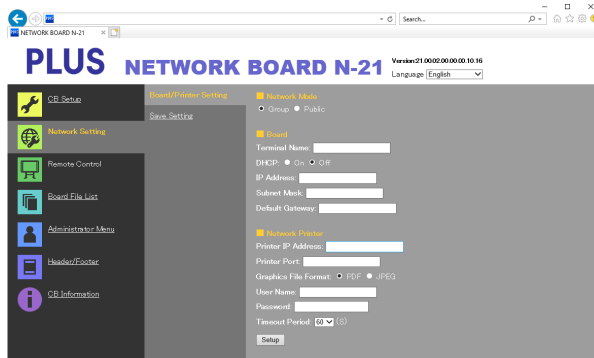 Search...
NETWORK BOARD N-21
PLUS NETWORK BOARD N-21
Version:21.00.02.00.00.00.10.16
Language English
CB Setup
Network Setting
Remote Control
Board File List
Administrator Menu
Header/Footer
CB Information
Board/Printer Setting
Save Setting
Network Mode
Group Public
Board
Terminal Name:
DHCP: On Off
IP Address:
Subnet Mask:
Default Gateway:
Network Printer
Printer IP Address:
Printer Port:
Graphics File Format: PDF JPEG
User Name:
Password:
Timeout Period: 60 (S)
Setup